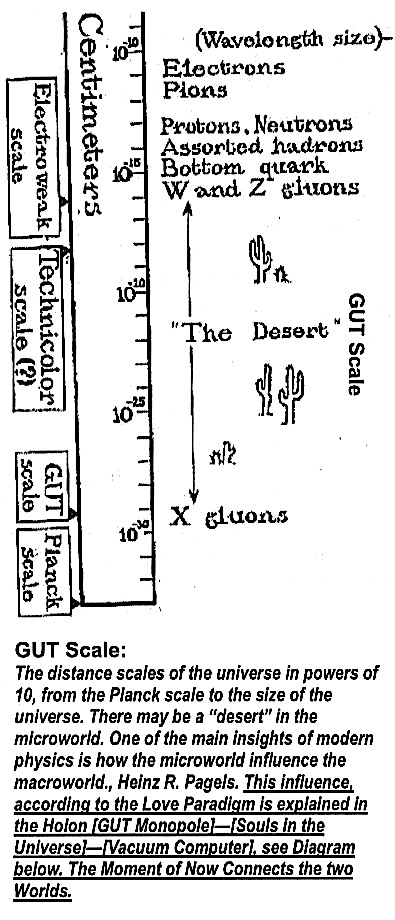 (Wavelength size)-
10-10
Electrons
Pions
Protons, Neutrons
Assorted hadrons
10-15
Bottom quark
W and Z gluons
Centimeters
Electroweak
scale
Technicolor
scale (?)
10-10
"The Desert"
GUT Scale
10-25
GUT
scale
X gluons
10-30
Planck
scale
GUT Scale:
The distance scales of the universe in powers of
10, from the Planck scale to the size of the
universe. There may be a “desert” in the
microworld. One of the main insights of modern
physics is how the microworld influence the
macroworld., Heinz R. Pagels. This influence,
according to the Love Paradigm is explained in
the Holon [GUT Monopole]—[Souls in the
Universe]—[Vacuum Computer], see Diagram
below. The Moment of Now Connects the two
Worlds.